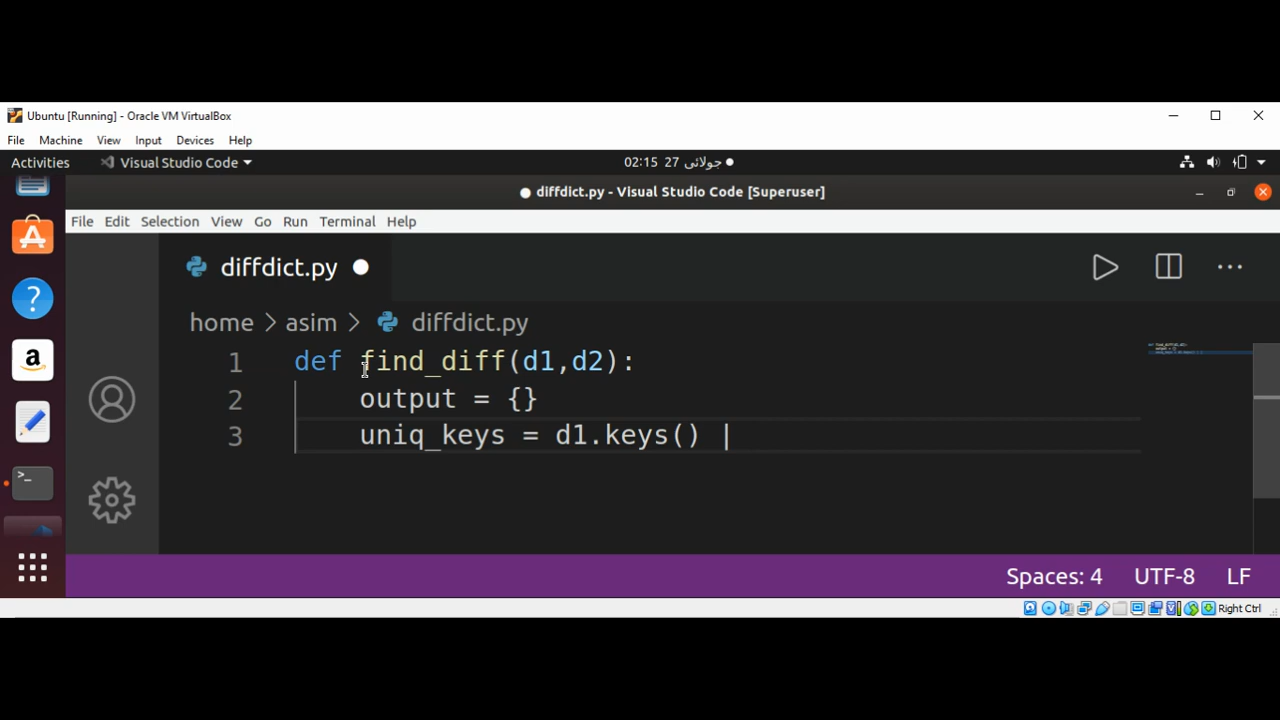 Ubuntu [Running] - Oracle VM VirtualBox
File Machine View Input Devices Help
Activities Visual Studio Code 02:15 27 جولائی
diffdict.py - Visual Studio Code [Superuser]
File Edit Selection View Go Run Terminal Help
diffdict.py
home > asim > diffdict.py
1 def find_diff(d1,d2):
2 output = {}
3 uniq_keys = d1.keys() |
Spaces: 4 UTF-8 LF
Right Ctrl